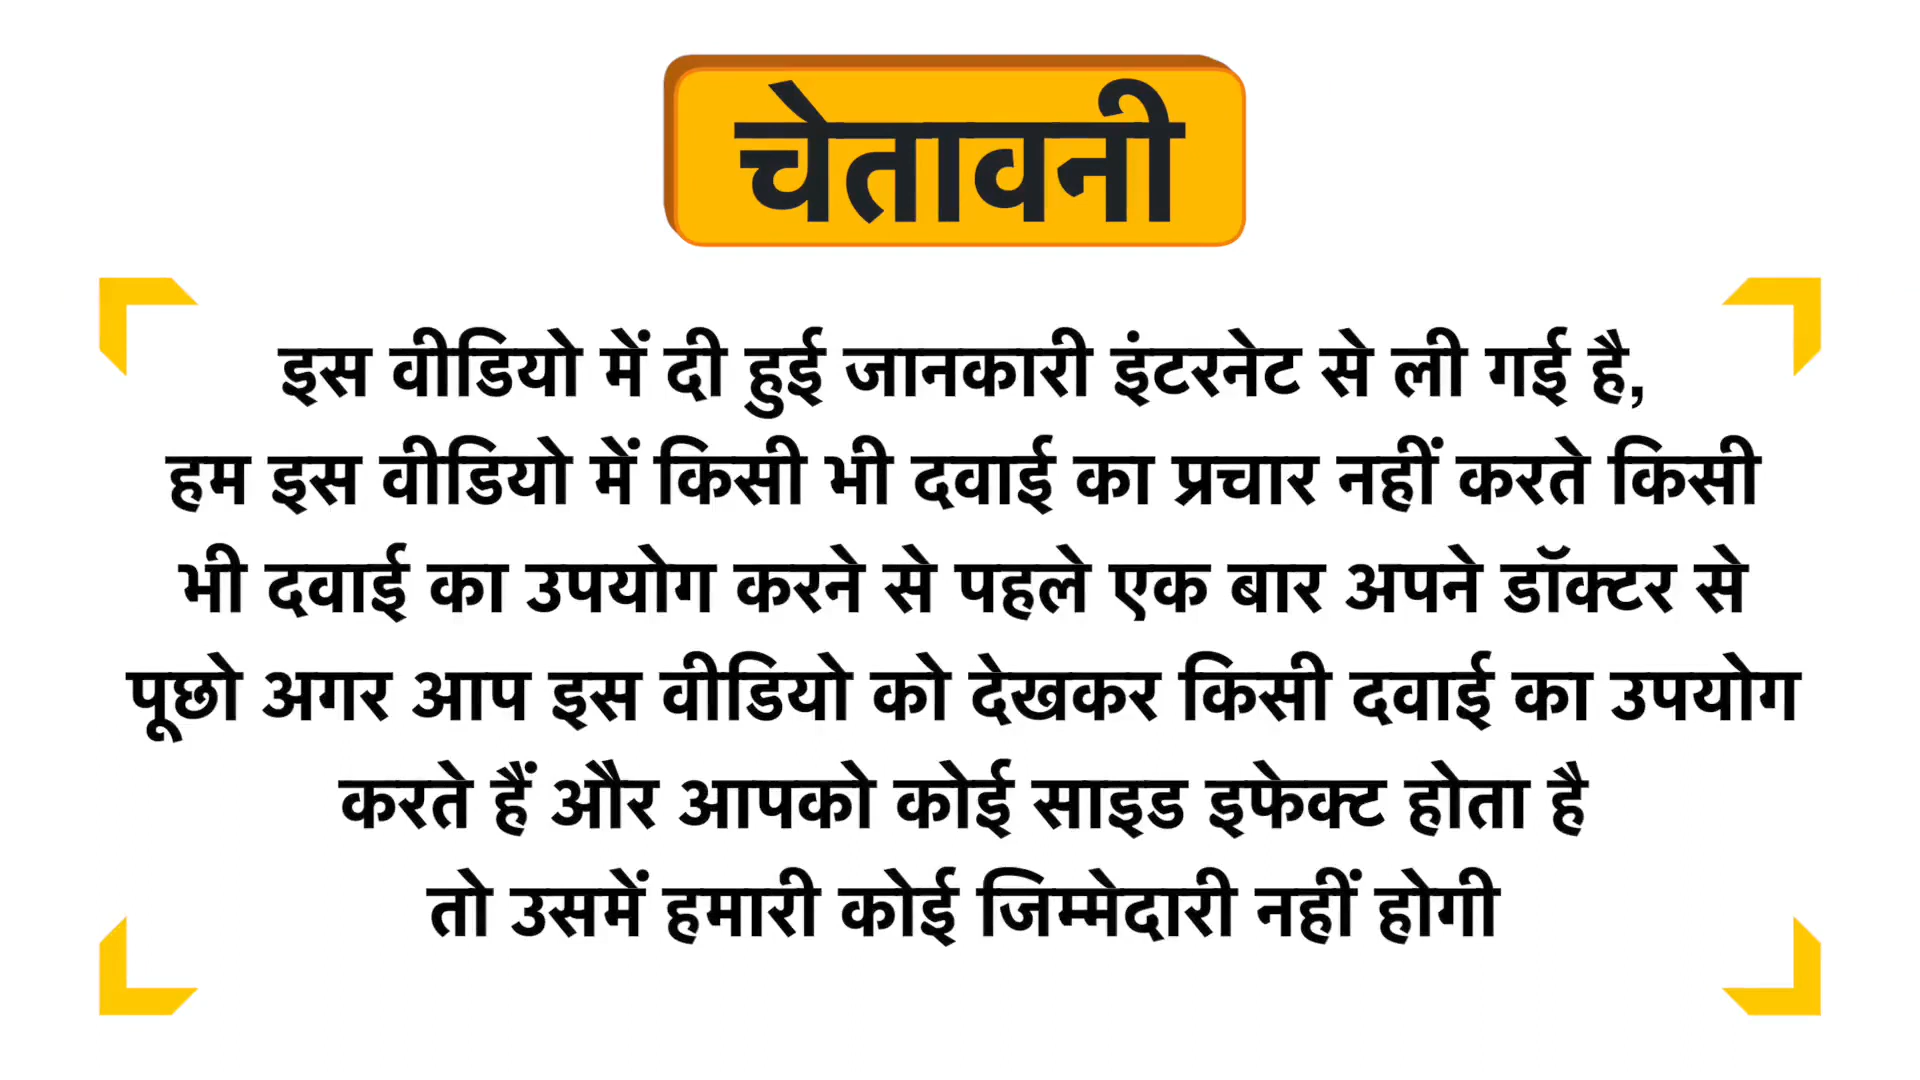 चेतावनी
इस वीडियो में दी हुई जानकारी इंटरनेट से ली गई है,
हम इस वीडियो में किसी भी दवाई का प्रचार नहीं करते किसी
भी दवाई का उपयोग करने से पहले एक बार अपने डॉक्टर से
पूछो अगर आप इस वीडियो को देखकर किसी दवाई का उपयोग
करते हैं और आपको कोई साइड इफेक्ट होता है
तो उसमें हमारी कोई जिम्मेदारी नहीं होगी